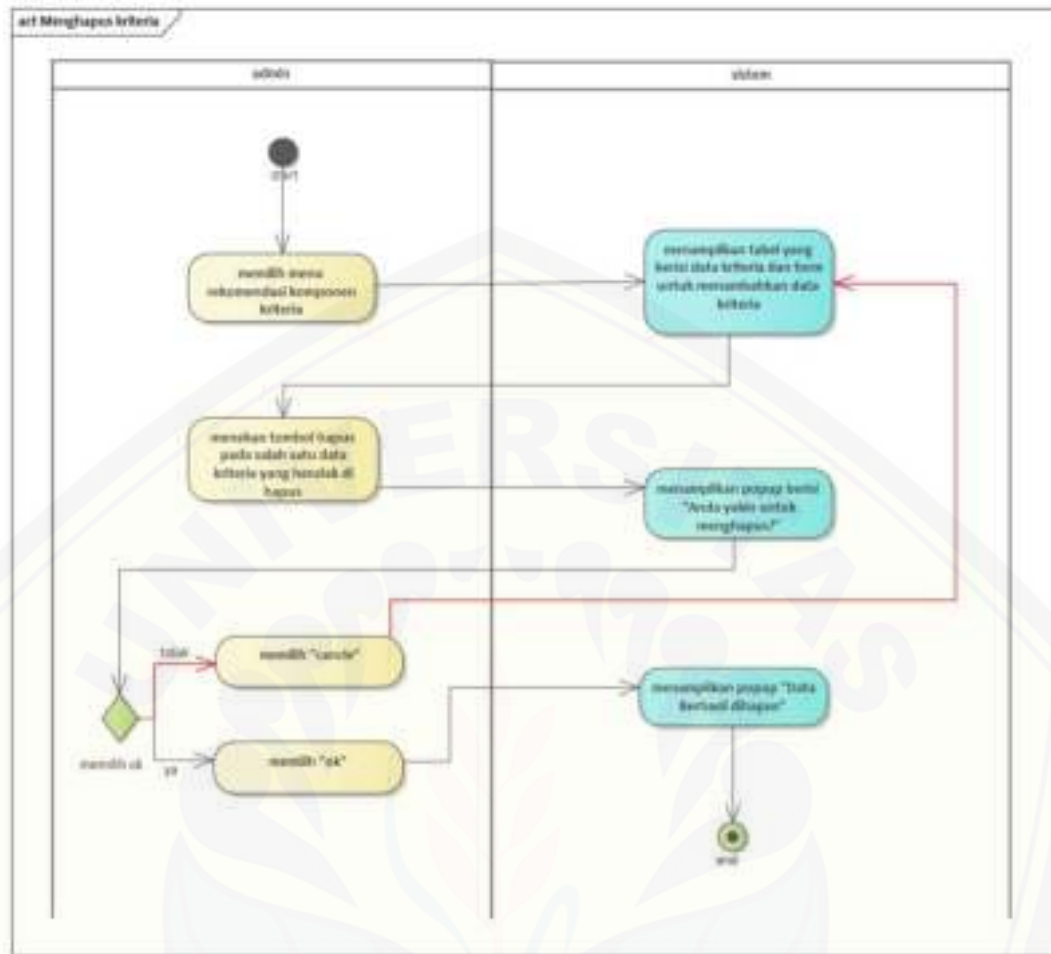 act Menghapus kriteria
admin
sistem
start
memilih menu
rekomendasi komponen
kriteria
menampilkan tabel yang
berisi data kriteria dan form
untuk menambahkan data
kriteria
menekan tombol hapus
pada salah satu data
kriteria yang hendak di
hapus
menampilkan popup berisi
"Anda yakin untuk
menghapus?"
tidak
memilih "cancle"
memilih ok
ya
memilih "ok"
menampilkan popup "Data
Berhasil dihapus"
end
UNIVERSITAS